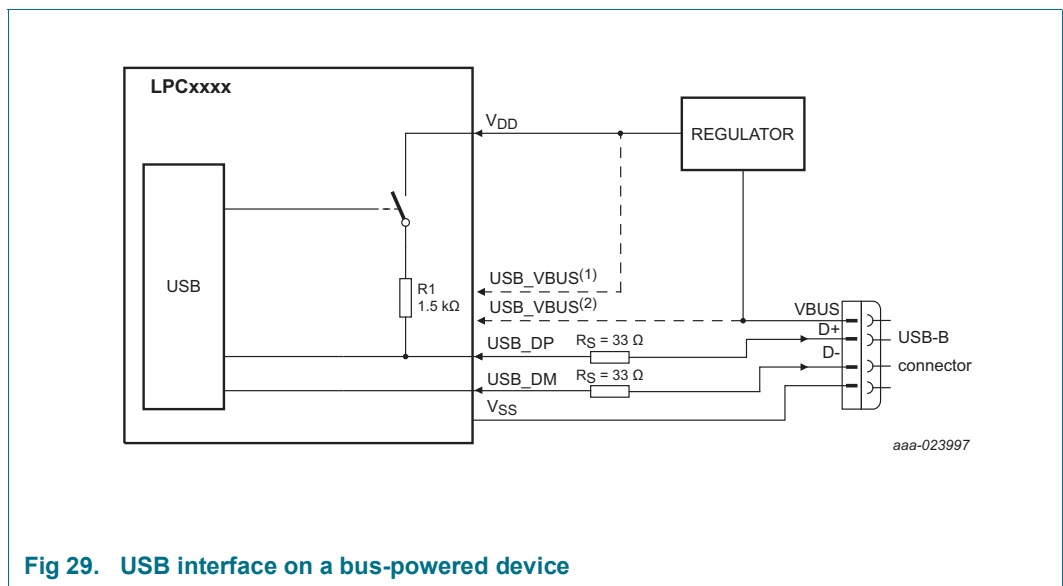 LPCxxxx
VDD
REGULATOR
USB
R1
1.5 kΩ
USB_VBUS(1)
USB_VBUS(2)
VBUS
D+
USB-B
USB_DP
RS = 33 Ω
D-
connector
USB_DM
RS = 33 Ω
VSS
aaa-023997
Fig 29. USB interface on a bus-powered device